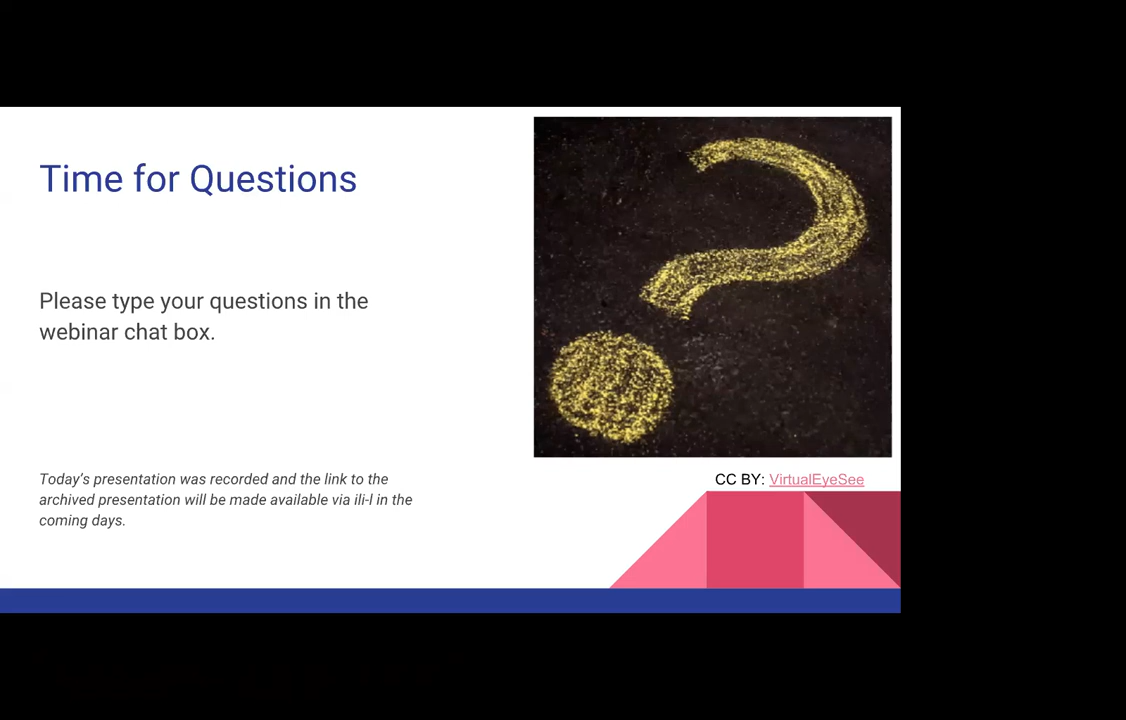 Time for Questions
Please type your questions in the
webinar chat box.
Today’s presentation was recorded and the link to the
archived presentation will be made available via ili-l in the
coming days.
CC BY: VirtualEyeSee